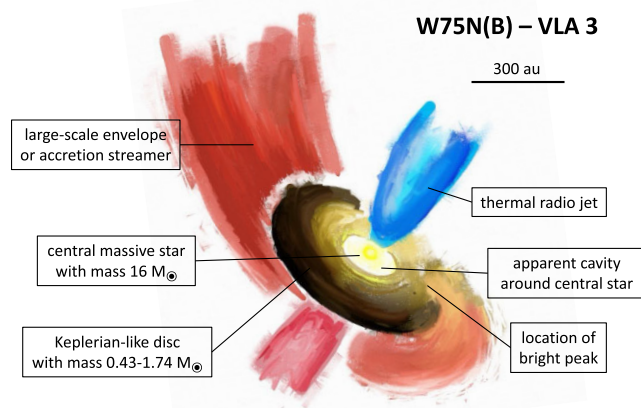 W75N(B) – VLA 3
300 au
large-scale envelope
or accretion streamer
thermal radio jet
central massive star
with mass 16 M☉
apparent cavity
around central star
Keplerian-like disc
with mass 0.43-1.74 M☉
location of
bright peak